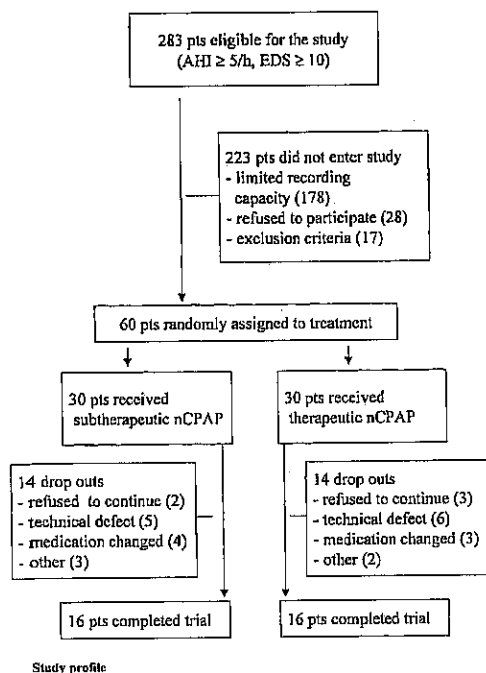 283 pts eligible for the study
(AHI ≥ 5/h, EDS ≥ 10)
223 pts did not enter study
- limited recording
capacity (178)
- refused to participate (28)
- exclusion criteria (17)
60 pts randomly assigned to treatment
30 pts received
subtherapeutic nCPAP
30 pts received
therapeutic nCPAP
14 drop outs
- refused to continue (2)
- technical defect (5)
- medication changed (4)
- other (3)
14 drop outs
- refused to continue (3)
- technical defect (6)
- medication changed (3)
- other (2)
16 pts completed trial
16 pts completed trial
Study profile